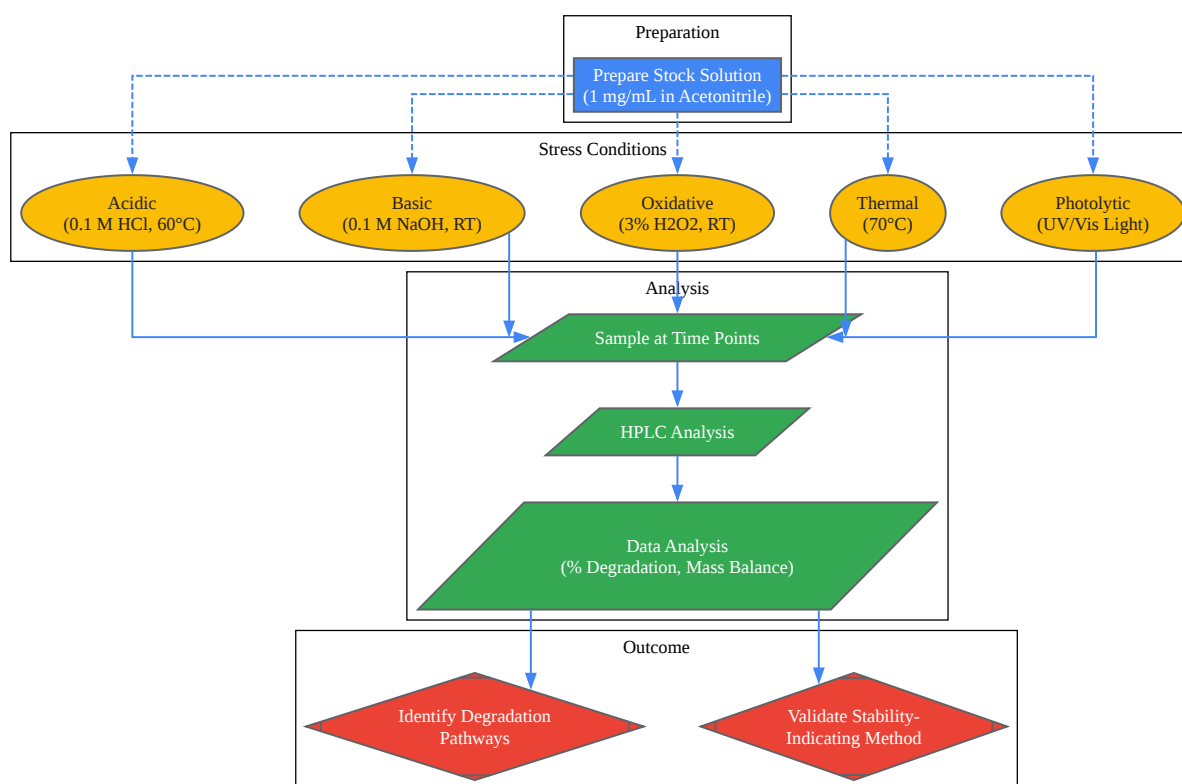 Preparation
Prepare Stock Solution
(1 mg/mL in Acetonitrile)
Stress Conditions
Acidic
(0.1 M HCl, 60°C)
Basic
(0.1 M NaOH, RT)
Oxidative
(3% H2O2, RT)
Thermal
(70°C)
Photolytic
(UV/Vis Light)
Analysis
Sample at Time Points
HPLC Analysis
Data Analysis
(% Degradation, Mass Balance)
Outcome
Identify Degradation
Pathways
Validate Stability-
Indicating Method